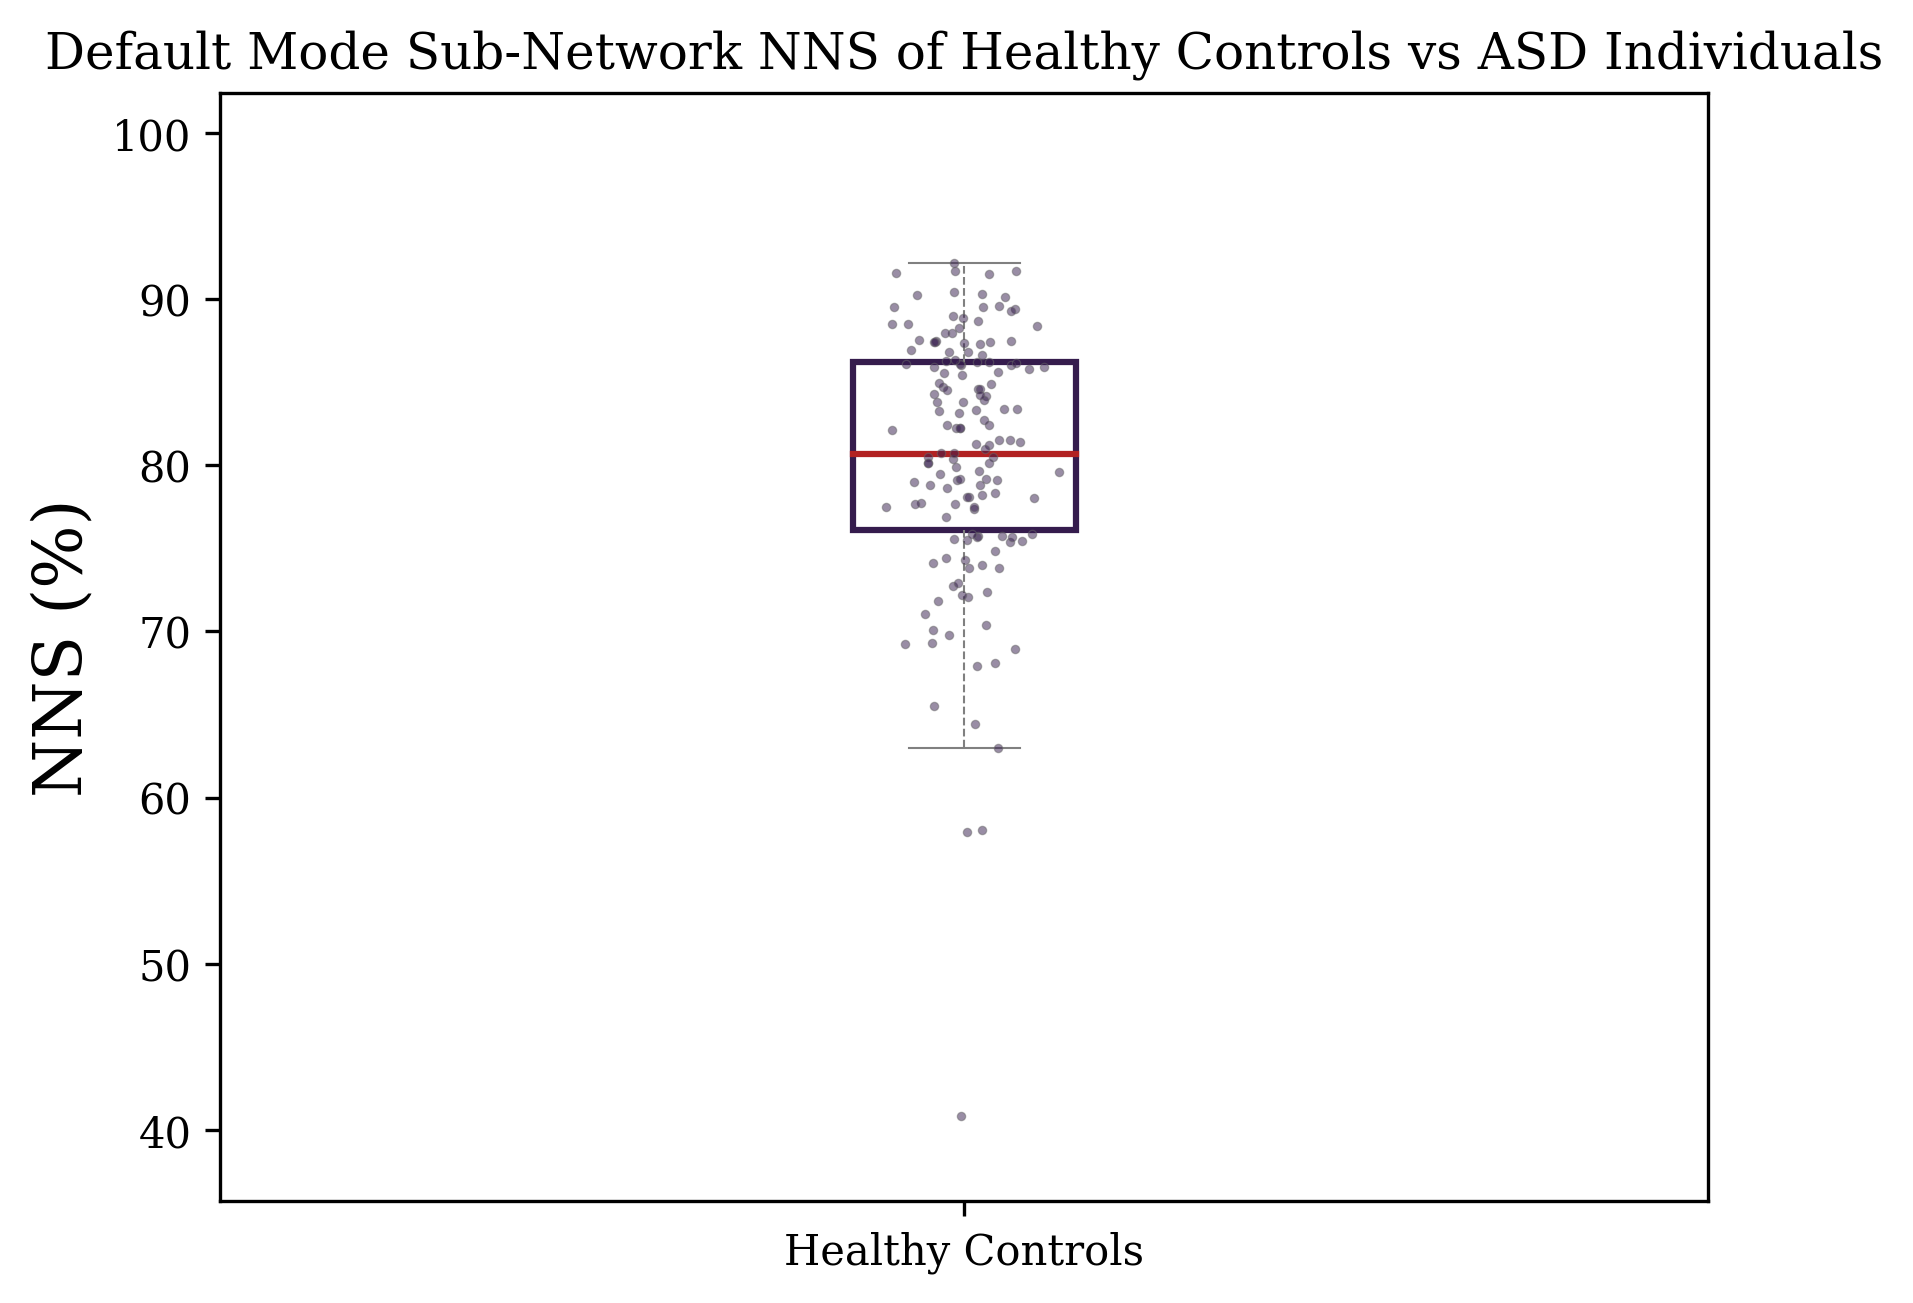 Default Mode Sub-Network NNS of Healthy Controls vs ASD Individuals
NNS (%)
100
90
80
70
60
50
40
Healthy Controls